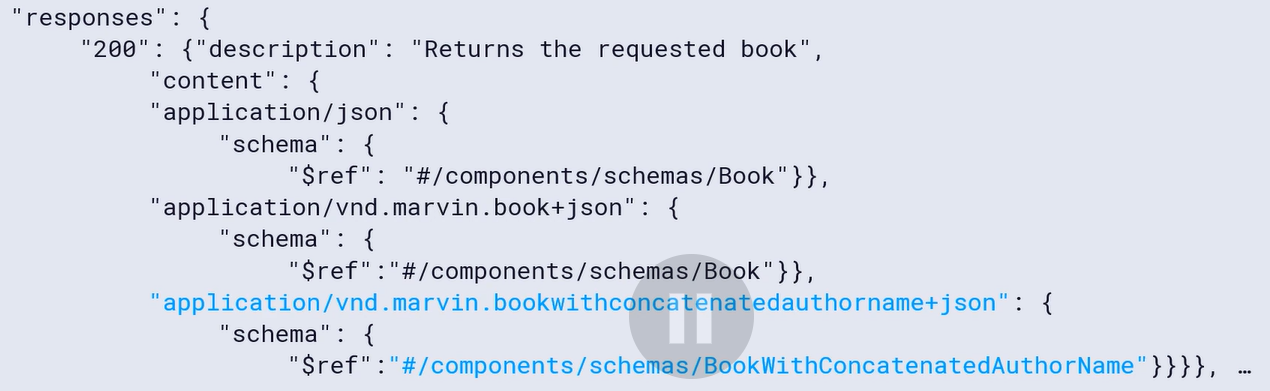 "responses": {
"200": {"description": "Returns the requested book",
"content": {
"application/json": {
"schema": {
"$ref": "#/components/schemas/Book"}},
"application/vnd.marvin.book+json": {
"schema": {
"$ref":"#/components/schemas/Book"}},
"application/vnd.marvin.bookwithconcatenatedauthorname+json": {
"schema": {
"$ref":"#/components/schemas/BookWithConcatenatedAuthorName"}}}}, …